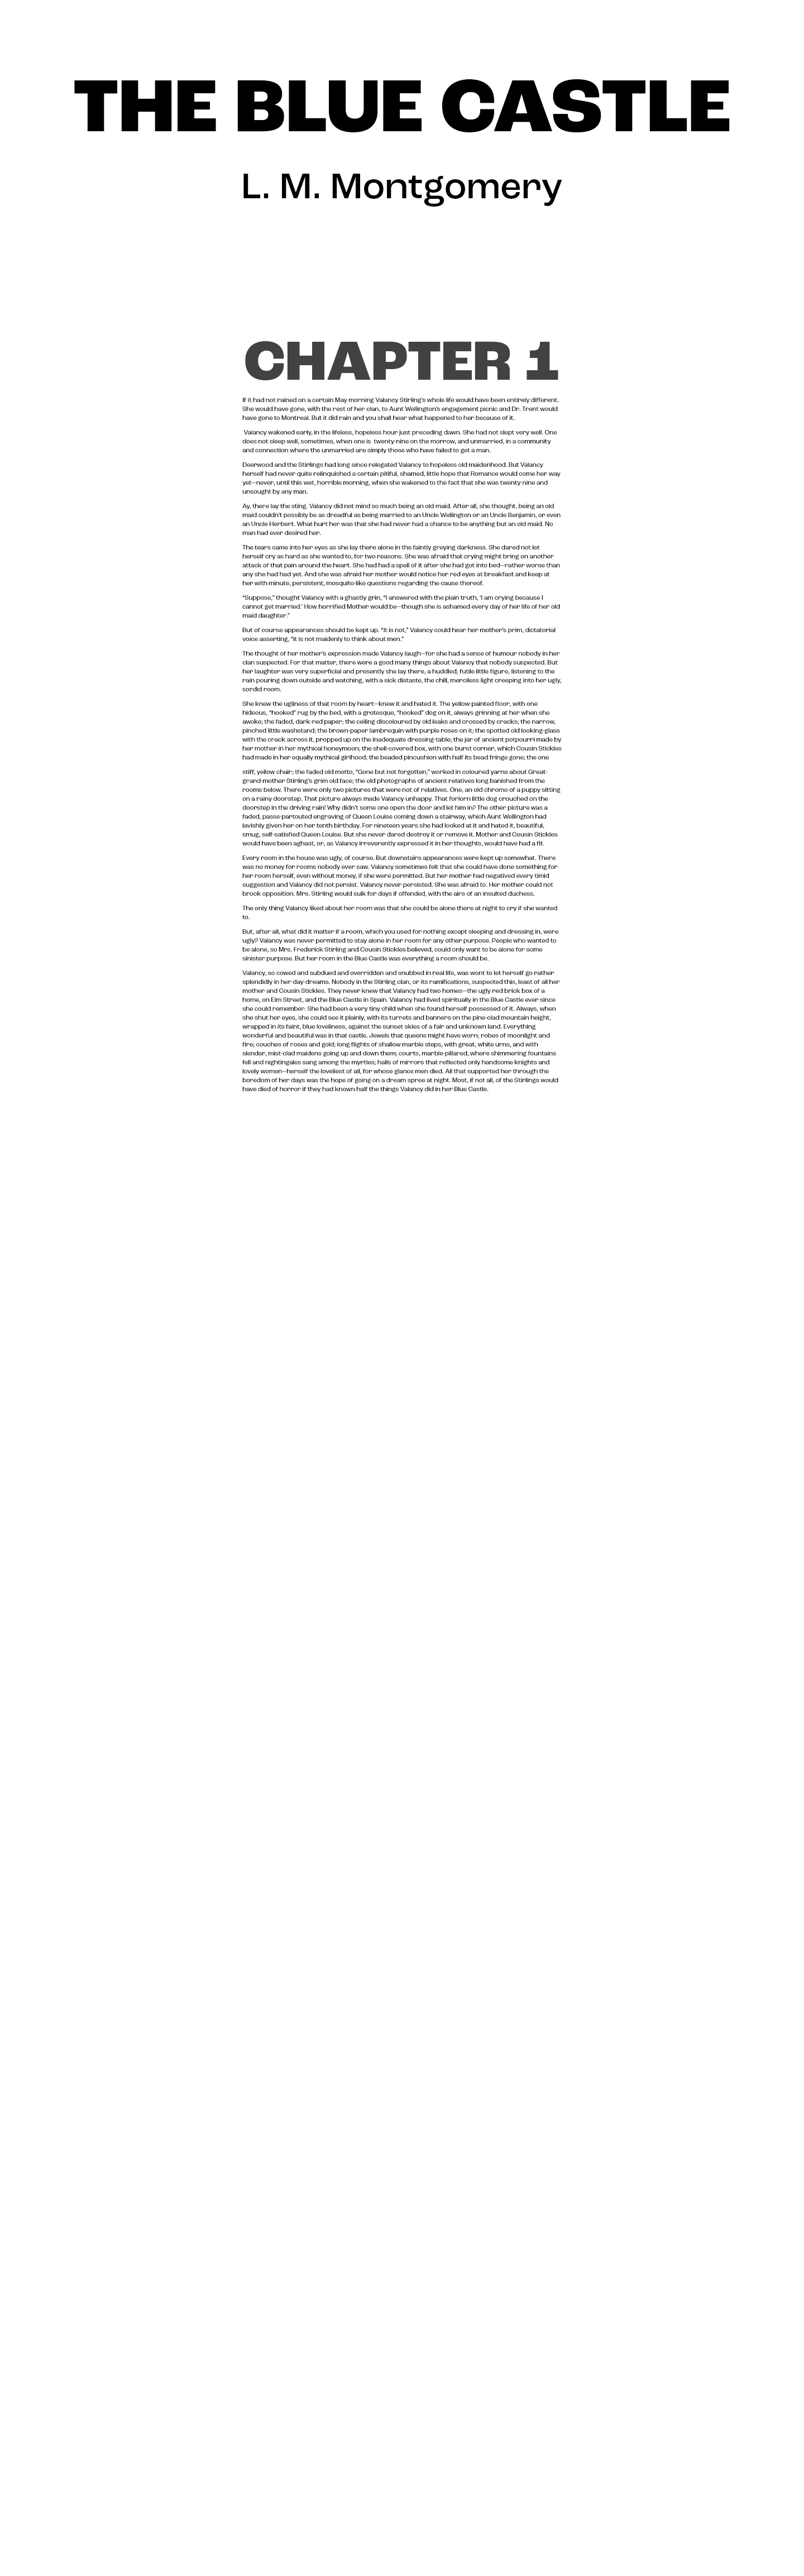 THE BLUE CASTLE
L. M. Montgomery
CHAPTER 1
If it had not rained on a certain May morning Valancy Stirling's whole life would have been entirely different.
She would have gone, with the rest of her clan, to Aunt Wellington's engagement picnic and Dr. Trent would
have gone to Montreal. But it did rain and you shall hear what happened to her because of it.
Valancy wakened early, in the lifeless, hopeless hour just preceding dawn. She had not slept very well. One
does not sleep well, sometimes, when one is twenty-nine on the morrow, and unmarried, in a community
and connection where the unmarried are simply those who have failed to get a man.
Deerwood and the Stirlings had long since relegated Valancy to hopeless old maidenhood. But Valancy
herself had never quite relinquished a certain pitiful, shamed, little hope that Romance would come her way
yet—never, until this wet, horrible morning, when she wakened to the fact that she was twenty-nine and
unsought by any man.
Ay, there lay the sting. Valancy did not mind so much being an old maid. After all, she thought, being an old
maid couldn't possibly be as dreadful as being married to an Uncle Wellington or an Uncle Benjamin, or even
an Uncle Herbert. What hurt her was that she had never had a chance to be anything but an old maid. No
man had ever desired her.
The tears came into her eyes as she lay there alone in the faintly greying darkness. She dared not let
herself cry as hard as she wanted to, for two reasons. She was afraid that crying might bring on another
attack of that pain around the heart. She had had a spell of it after she had got into bed—rather worse than
any she had had yet. And she was afraid her mother would notice her red eyes at breakfast and keep at
her with minute, persistent, mosquito-like questions regarding the cause thereof.
“Suppose,” thought Valancy with a ghastly grin, “I answered with the plain truth, ‘I am crying because I
cannot get married.’ How horrified Mother would be—though she is ashamed every day of her life of her old
maid daughter.”
But of course appearances should be kept up. “It is not,” Valancy could hear her mother's prim, dictatorial
voice asserting, “it is not maidenly to think about men.”
The thought of her mother's expression made Valancy laugh—for she had a sense of humour nobody in her
clan suspected. For that matter, there were a good many things about Valancy that nobody suspected. But
her laughter was very superficial and presently she lay there, a huddled, futile little figure, listening to the
rain pouring down outside and watching, with a sick distaste, the chill, merciless light creeping into her ugly,
sordid room.
She knew the ugliness of that room by heart—knew it and hated it. The yellow-painted floor, with one
hideous, “hooked” rug by the bed, with a grotesque, “hooked” dog on it, always grinning at her when she
awoke; the faded, dark-red paper; the ceiling discoloured by old leaks and crossed by cracks; the narrow,
pinched little washstand; the brown-paper lambrequin with purple roses on it; the spotted old looking-glass
with the crack across it, propped up on the inadequate dressing-table; the jar of ancient potpourri made by
her mother in her mythical honeymoon; the shell-covered box, with one burst corner, which Cousin Stickles
had made in her equally mythical girlhood; the beaded pincushion with half its bead fringe gone; the one
stiff, yellow chair; the faded old motto, “Gone but not forgotten,” worked in coloured yarns about Great-
grand-mother Stirling's grim old face; the old photographs of ancient relatives long banished from the
rooms below. There were only two pictures that were not of relatives. One, an old chrome of a puppy sitting
on a rainy doorstep. That picture always made Valancy unhappy. That forlorn little dog crouched on the
doorstep in the driving rain! Why didn't some one open the door and let him in? The other picture was a
faded, passe-partouted engraving of Queen Louise coming down a stairway, which Aunt Wellington had
lavishly given her on her tenth birthday. For nineteen years she had looked at it and hated it, beautiful,
smug, self-satisfied Queen Louise. But she never dared destroy it or remove it. Mother and Cousin Stickles
would have been aghast, or, as Valancy irreverently expressed it in her thoughts, would have had a fit.
Every room in the house was ugly, of course. But downstairs appearances were kept up somewhat. There
was no money for rooms nobody ever saw. Valancy sometimes felt that she could have done something for
her room herself, even without money, if she were permitted. But her mother had negatived every timid
suggestion and Valancy did not persist. Valancy never persisted. She was afraid to. Her mother could not
brook opposition. Mrs. Stirling would sulk for days if offended, with the airs of an insulted duchess.
The only thing Valancy liked about her room was that she could be alone there at night to cry if she wanted
to.
But, after all, what did it matter if a room, which you used for nothing except sleeping and dressing in, were
ugly? Valancy was never permitted to stay alone in her room for any other purpose. People who wanted to
be alone, so Mrs. Frederick Stirling and Cousin Stickles believed, could only want to be alone for some
sinister purpose. But her room in the Blue Castle was everything a room should be.
Valancy, so cowed and subdued and overridden and snubbed in real life, was wont to let herself go rather
splendidly in her day-dreams. Nobody in the Stirling clan, or its ramifications, suspected this, least of all her
mother and Cousin Stickles. They never knew that Valancy had two homes—the ugly red brick box of a
home, on Elm Street, and the Blue Castle in Spain. Valancy had lived spiritually in the Blue Castle ever since
she could remember. She had been a very tiny child when she found herself possessed of it. Always, when
she shut her eyes, she could see it plainly, with its turrets and banners on the pine-clad mountain height,
wrapped in its faint, blue loveliness, against the sunset skies of a fair and unknown land. Everything
wonderful and beautiful was in that castle. Jewels that queens might have worn; robes of moonlight and
fire; couches of roses and gold; long flights of shallow marble steps, with great, white urns, and with
slender, mist-clad maidens going up and down them; courts, marble-pillared, where shimmering fountains
fell and nightingales sang among the myrtles; halls of mirrors that reflected only handsome knights and
lovely women—herself the loveliest of all, for whose glance men died. All that supported her through the
boredom of her days was the hope of going on a dream spree at night. Most, if not all, of the Stirlings would
have died of horror if they had known half the things Valancy did in her Blue Castle.